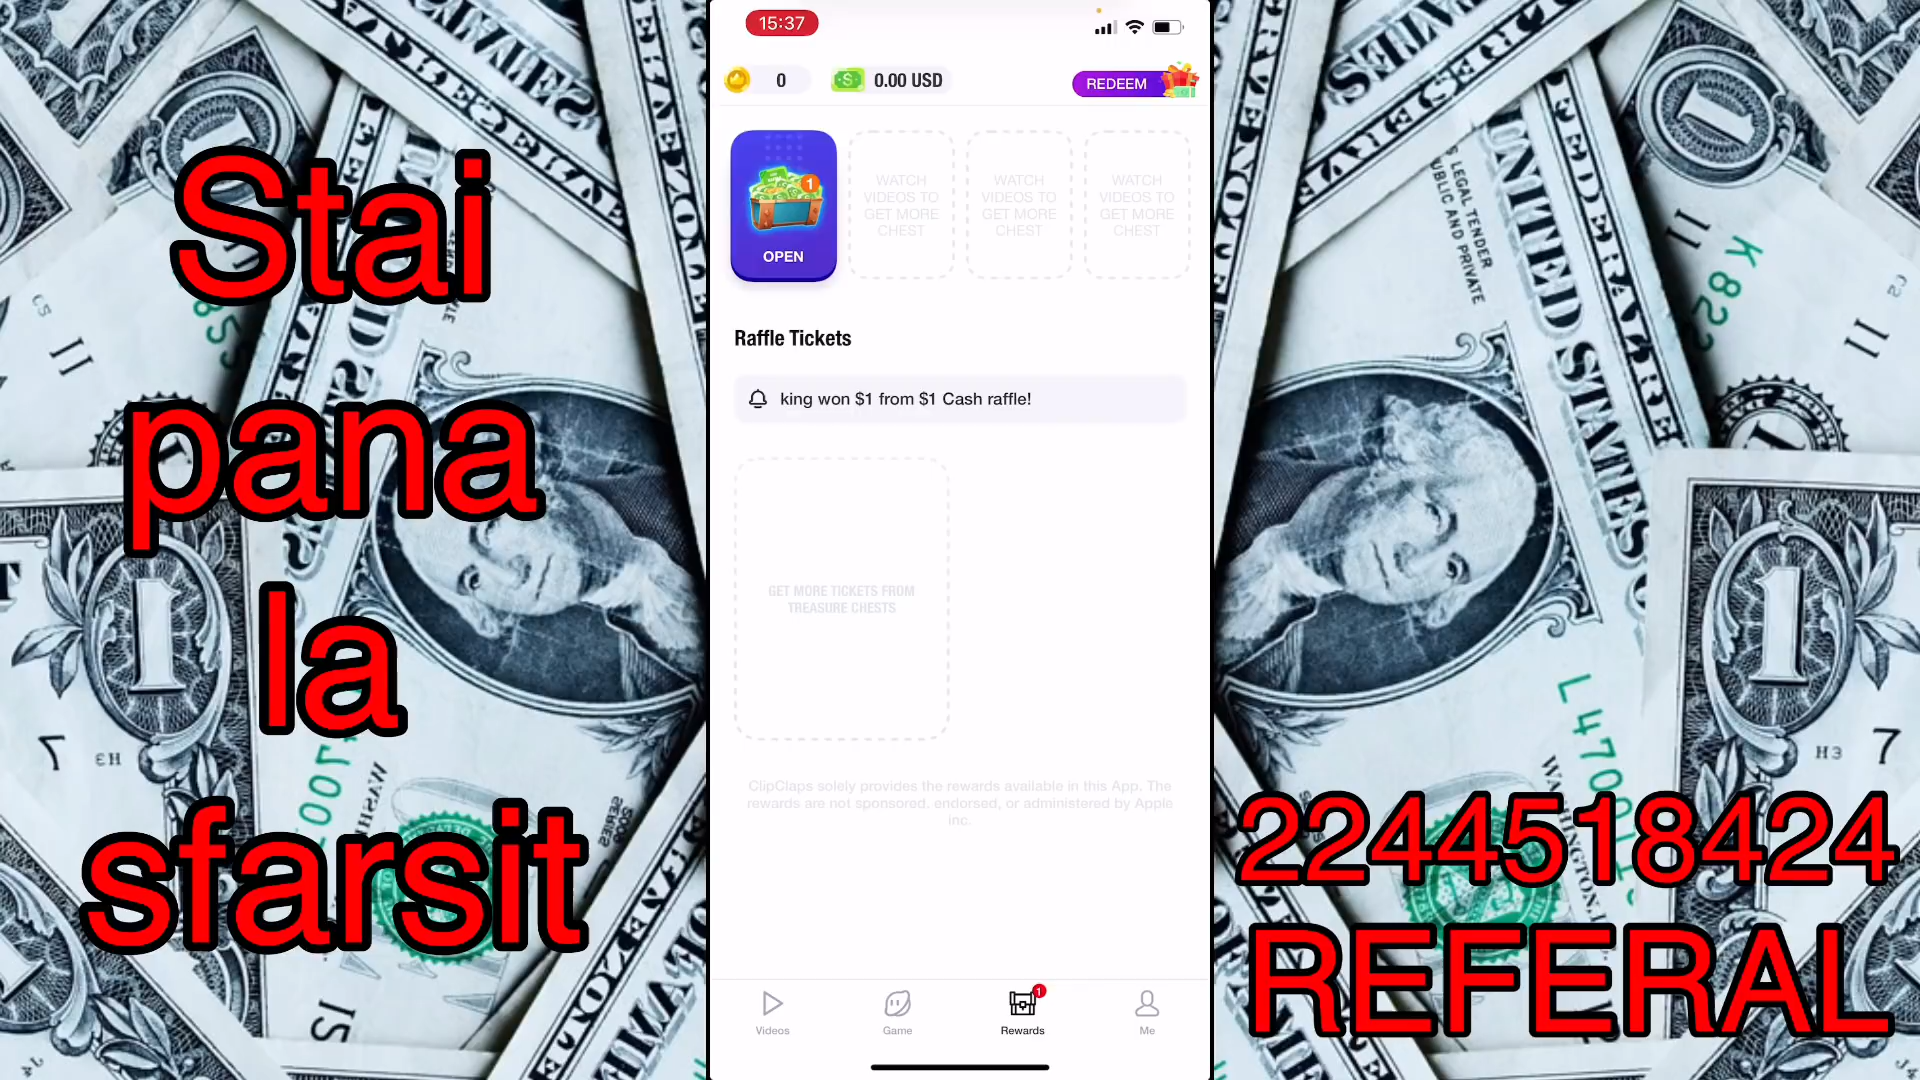 15:37
0
0.00 USD
REDEEM
1
OPEN
WATCH
VIDEOS TO
GET MORE
CHEST
WATCH
VIDEOS TO
GET MORE
CHEST
WATCH
VIDEOS TO
GET MORE
CHEST
Raffle Tickets
king won $1 from $1 Cash raffle!
GET MORE TICKETS FROM
TREASURE CHESTS
ClipClaps solely provides the rewards available in this App. The
rewards are not sponsored. endorsed, or administered by Apple
inc.
Videos
Game
1
Rewards
Me
Stai
pana
la
sfarsit
2244518424
REFERAL